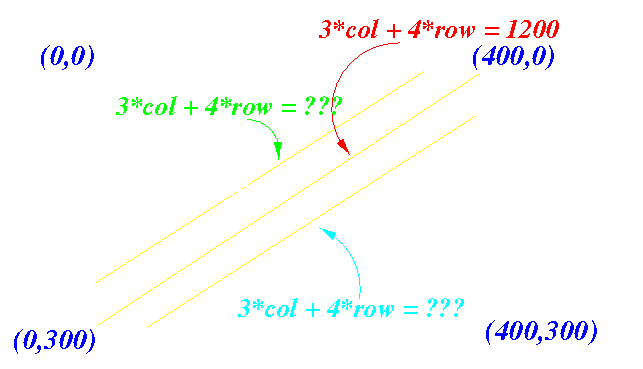 3*col + 4*row = 1200
(0,0)
(400,0)
3*col + 4*row = ???
3*col + 4*row = ???
(0,300)
(400,300)